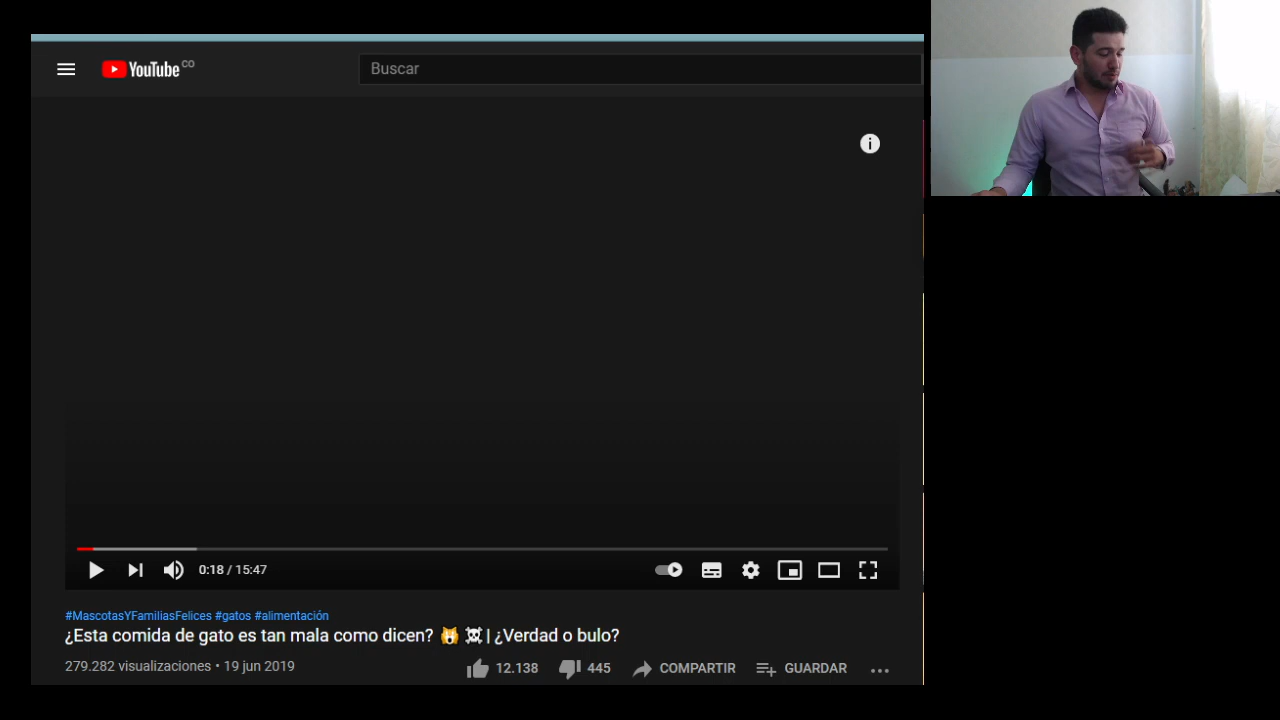 YouTube CO
Buscar
0:18 / 15:47
#MascotasYFamiliasFelices #gatos #alimentación
¿Esta comida de gato es tan mala como dicen? 🙀 ☠ | ¿Verdad o bulo?
279.282 visualizaciones • 19 jun 2019
12.138 445 COMPARTIR GUARDAR